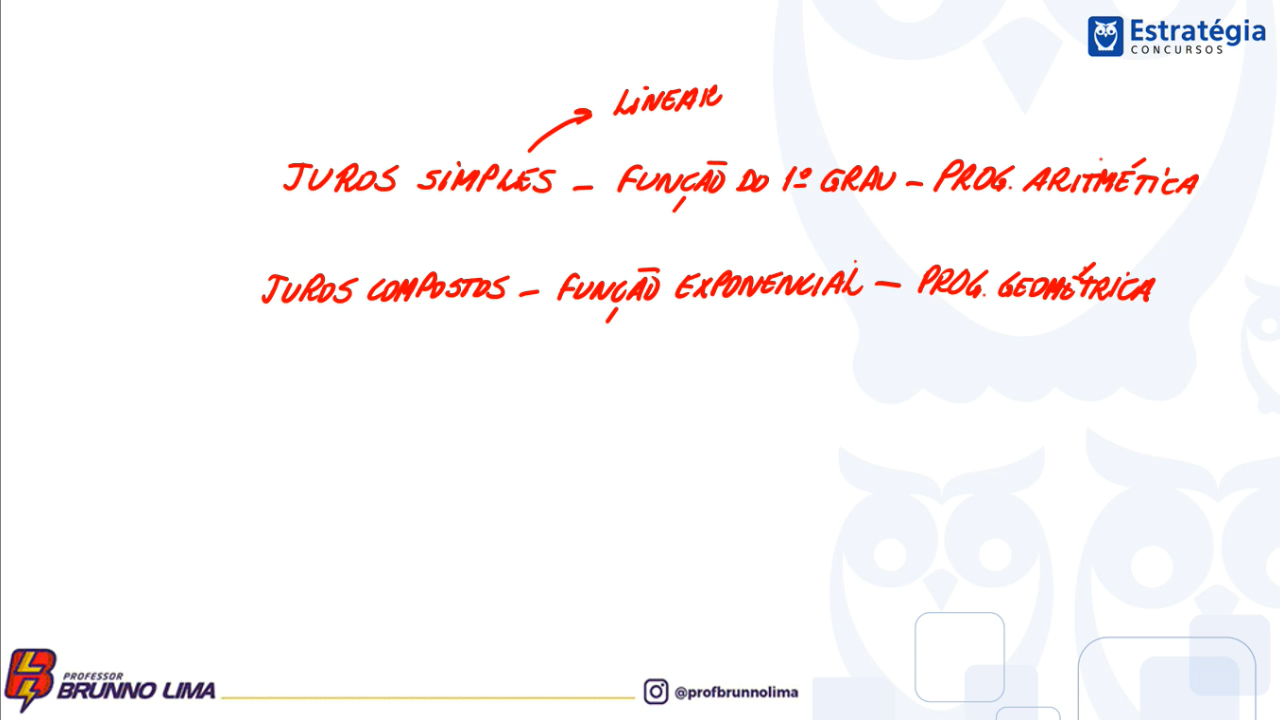 Estratégia
CONCURSOS
LINEAR
JUROS SIMPLES - FUNÇÃO DO 1º GRAU - PROG. ARITMÉTICA
JUROS COMPOSTOS - FUNÇÃO EXPONENCIAL - PROG. GEOMÉTRICA
PROFESSOR
BRUNNO LIMA
@profbrunnolima